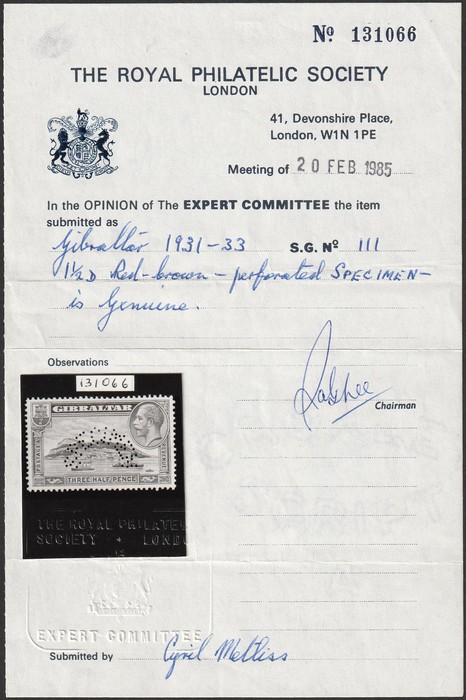 Nº 131066
THE ROYAL PHILATELIC SOCIETY
LONDON
41, Devonshire Place,
London, W1N 1PE
Meeting of 20 FEB 1985
In the OPINION of The EXPERT COMMITTEE the item
submitted as
Gibraltar 1931-33 S.G. Nº 111
1½D Red-brown - perforated SPECIMEN -
is Genuine.
Observations
Chairman
131066
GIBRALTAR
POSTAGE & REVENUE
THREE HALF PENCE
THE ROYAL PHILATE
SOCIETY + LOND
EXPERT COMMITTEE
Submitted by Cyril Metliss